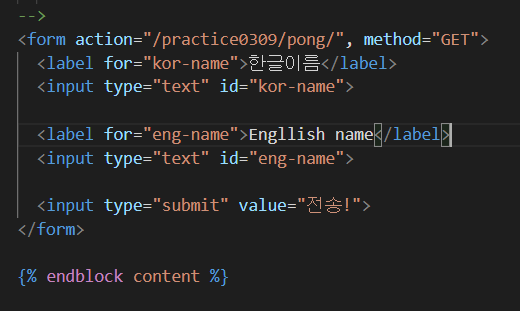 -->
<form action="/practice0309/pong/", method="GET">
<label for="kor-name">한글이름</label>
<input type="text" id="kor-name">
<label for="eng-name">Engllish name</label>
<input type="text" id="eng-name">
<input type="submit" value="전송!">
</form>
{% endblock content %}